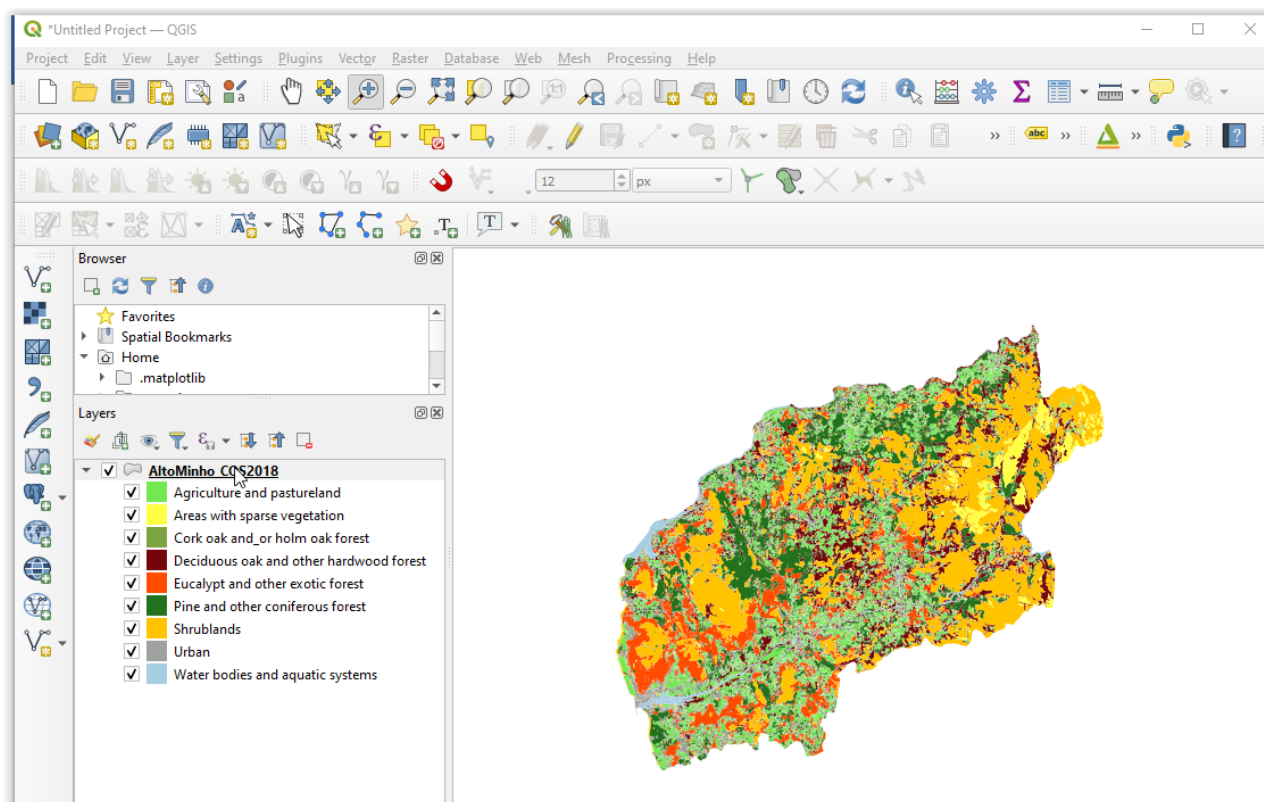 *Untitled Project — QGIS
Project Edit View Layer Settings Plugins Vector Raster Database Web Mesh Processing Help
abc
12 px
Browser
Favorites
Spatial Bookmarks
Home
.matplotlib
Layers
AltoMinho_COS2018
Agriculture and pastureland
Areas with sparse vegetation
Cork oak and_or holm oak forest
Deciduous oak and other hardwood forest
Eucalypt and other exotic forest
Pine and other coniferous forest
Shrublands
Urban
Water bodies and aquatic systems